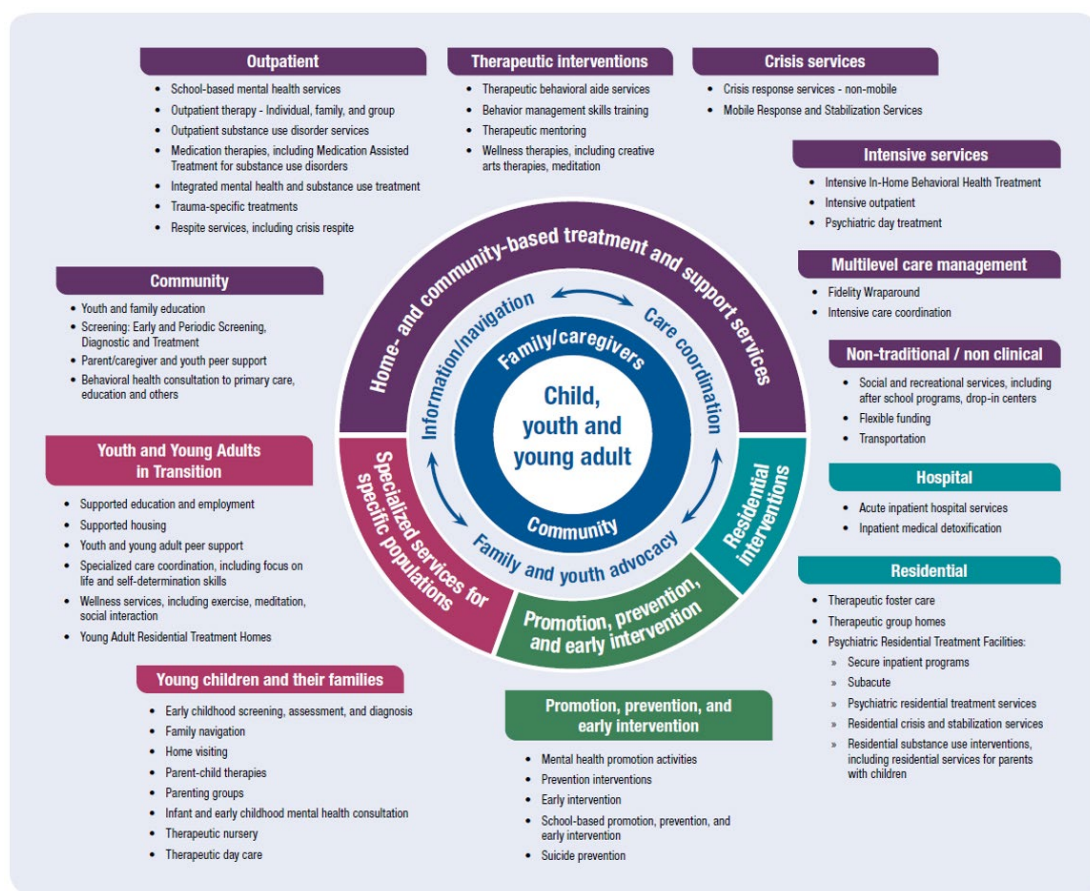 Outpatient
• School-based mental health services
• Outpatient therapy - Individual, family, and group
• Outpatient substance use disorder services
• Medication therapies, including Medication Assisted
Treatment for substance use disorders
• Integrated mental health and substance use treatment
• Trauma-specific treatments
• Respite services, including crisis respite
Therapeutic interventions
• Therapeutic behavioral aide services
• Behavior management skills training
• Therapeutic mentoring
• Wellness therapies, including creative
arts therapies, meditation
Crisis services
• Crisis response services - non-mobile
• Mobile Response and Stabilization Services
Intensive services
• Intensive In-Home Behavioral Health Treatment
• Intensive outpatient
• Psychiatric day treatment
Multilevel care management
• Fidelity Wraparound
• Intensive care coordination
Non-traditional / non clinical
• Social and recreational services, including
after school programs, drop-in centers
• Flexible funding
• Transportation
Hospital
• Acute inpatient hospital services
• Inpatient medical detoxification
Residential
• Therapeutic foster care
• Therapeutic group homes
• Psychiatric Residential Treatment Facilities:
» Secure inpatient programs
» Subacute
» Psychiatric residential treatment services
» Residential crisis and stabilization services
» Residential substance use interventions,
including residential services for parents
with children
Community
• Youth and family education
• Screening: Early and Periodic Screening,
Diagnostic and Treatment
• Parent/caregiver and youth peer support
• Behavioral health consultation to primary care,
education and others
Youth and Young Adults
in Transition
• Supported education and employment
• Supported housing
• Youth and young adult peer support
• Specialized care coordination, including focus on
life and self-determination skills
• Wellness services, including exercise, meditation,
social interaction
• Young Adult Residential Treatment Homes
Young children and their families
• Early childhood screening, assessment, and diagnosis
• Family navigation
• Home visiting
• Parent-child therapies
• Parenting groups
• Infant and early childhood mental health consultation
• Therapeutic nursery
• Therapeutic day care
Promotion, prevention, and
early intervention
• Mental health promotion activities
• Prevention interventions
• Early intervention
• School-based promotion, prevention, and
early intervention
• Suicide prevention
Home- and community-based treatment and support services
Information/navigation
Care coordination
Family and youth advocacy
Family/caregivers
Child,
youth and
young adult
Community
Specialized services for
specific populations
Promotion, prevention,
and early intervention
Residential
interventions